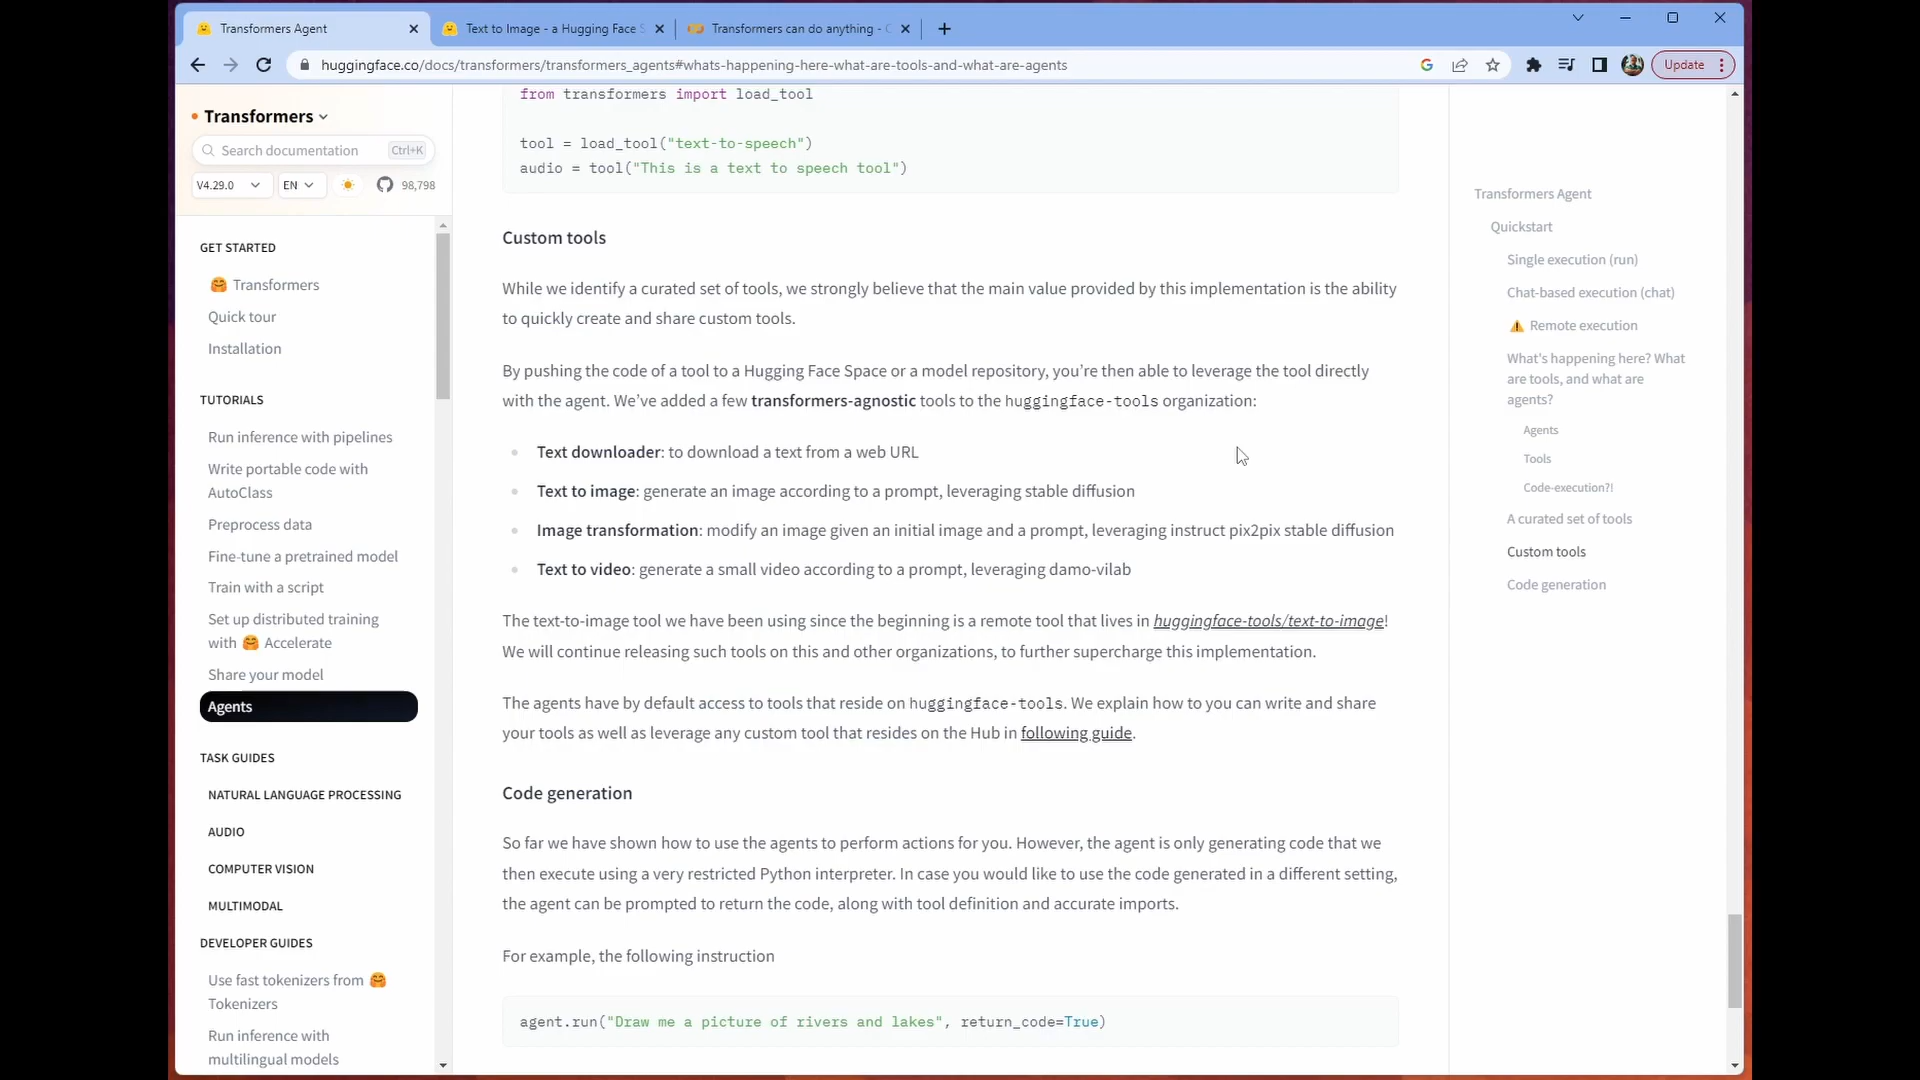 Transformers Agent
Text to Image - a Hugging Face S
Transformers can do anything - C
huggingface.co/docs/transformers/transformers_agents#whats-happening-here-what-are-tools-and-what-are-agents
Update
Transformers
Search documentation
Ctrl+K
V4.29.0
EN
98,798
GET STARTED
🤗 Transformers
Quick tour
Installation
TUTORIALS
Run inference with pipelines
Write portable code with
AutoClass
Preprocess data
Fine-tune a pretrained model
Train with a script
Set up distributed training
with 🤗 Accelerate
Share your model
Agents
TASK GUIDES
NATURAL LANGUAGE PROCESSING
AUDIO
COMPUTER VISION
MULTIMODAL
DEVELOPER GUIDES
Use fast tokenizers from 🤗
Tokenizers
Run inference with
multilingual models
from transformers import load_tool
tool = load_tool("text-to-speech")
audio = tool("This is a text to speech tool")
Custom tools
While we identify a curated set of tools, we strongly believe that the main value provided by this implementation is the ability
to quickly create and share custom tools.
By pushing the code of a tool to a Hugging Face Space or a model repository, you’re then able to leverage the tool directly
with the agent. We’ve added a few transformers-agnostic tools to the huggingface-tools organization:
Text downloader: to download a text from a web URL
Text to image: generate an image according to a prompt, leveraging stable diffusion
Image transformation: modify an image given an initial image and a prompt, leveraging instruct pix2pix stable diffusion
Text to video: generate a small video according to a prompt, leveraging damo-vilab
The text-to-image tool we have been using since the beginning is a remote tool that lives in huggingface-tools/text-to-image!
We will continue releasing such tools on this and other organizations, to further supercharge this implementation.
The agents have by default access to tools that reside on huggingface-tools. We explain how to you can write and share
your tools as well as leverage any custom tool that resides on the Hub in following guide.
Code generation
So far we have shown how to use the agents to perform actions for you. However, the agent is only generating code that we
then execute using a very restricted Python interpreter. In case you would like to use the code generated in a different setting,
the agent can be prompted to return the code, along with tool definition and accurate imports.
For example, the following instruction
agent.run("Draw me a picture of rivers and lakes", return_code=True)
Transformers Agent
Quickstart
Single execution (run)
Chat-based execution (chat)
⚠️ Remote execution
What's happening here? What
are tools, and what are
agents?
Agents
Tools
Code-execution?!
A curated set of tools
Custom tools
Code generation